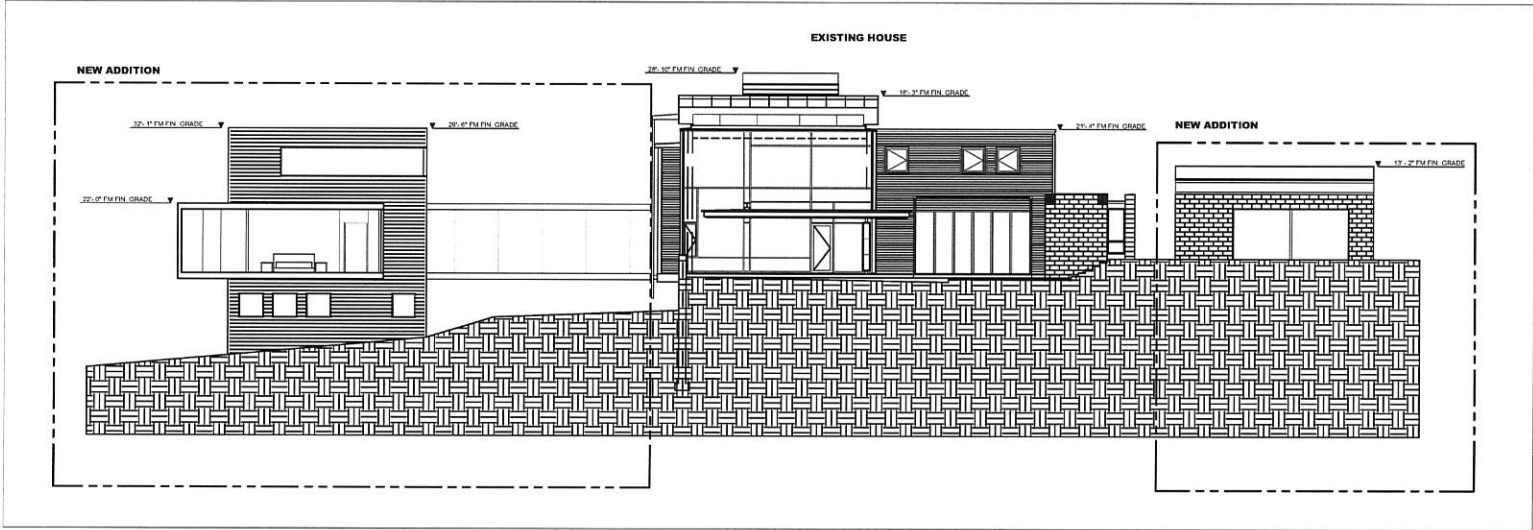 EXISTING HOUSE
NEW ADDITION
28'- 10" FM FIN. GRADE
18'- 3" FM FIN. GRADE
32'- 1" FM FIN. GRADE
29'- 6" FM FIN. GRADE
21'- 4" FM FIN. GRADE
NEW ADDITION
13' - 2" FM FIN. GRADE
22'- 0" FM FIN. GRADE